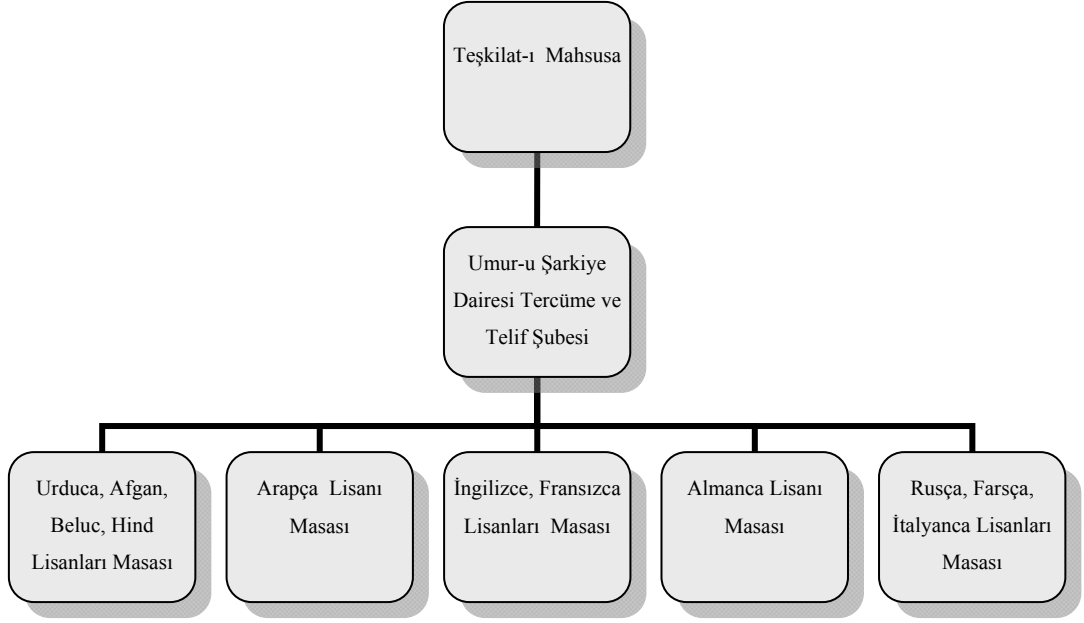 Teşkilat-ı Mahsusa
Umur-u Şarkiye
Dairesi Tercüme ve
Telif Şubesi
Urduca, Afgan,
Beluc, Hind
Lisanları Masası
Arapça Lisanı
Masası
İngilizce, Fransızca
Lisanları Masası
Almanca Lisanı
Masası
Rusça, Farsça,
İtalyanca Lisanları
Masası